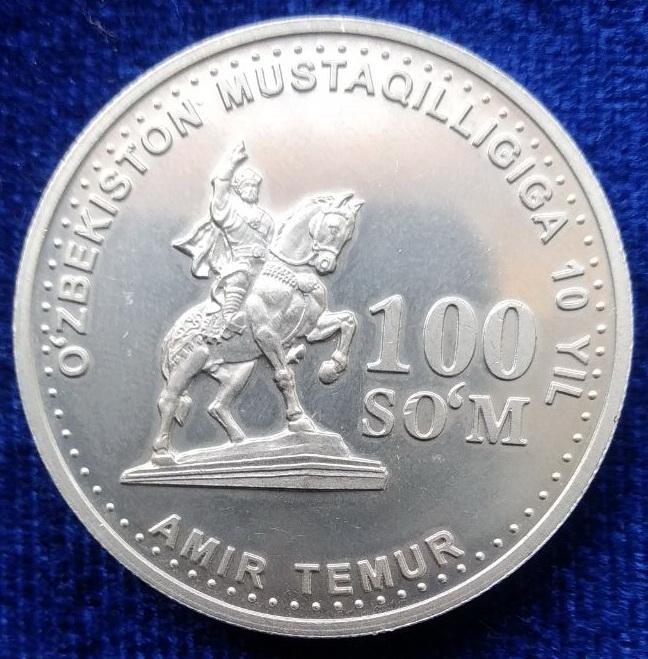 O‘ZBEKISTON MUSTAQILLIGIGA 10 YIL
100
SO‘M
AMIR TEMUR